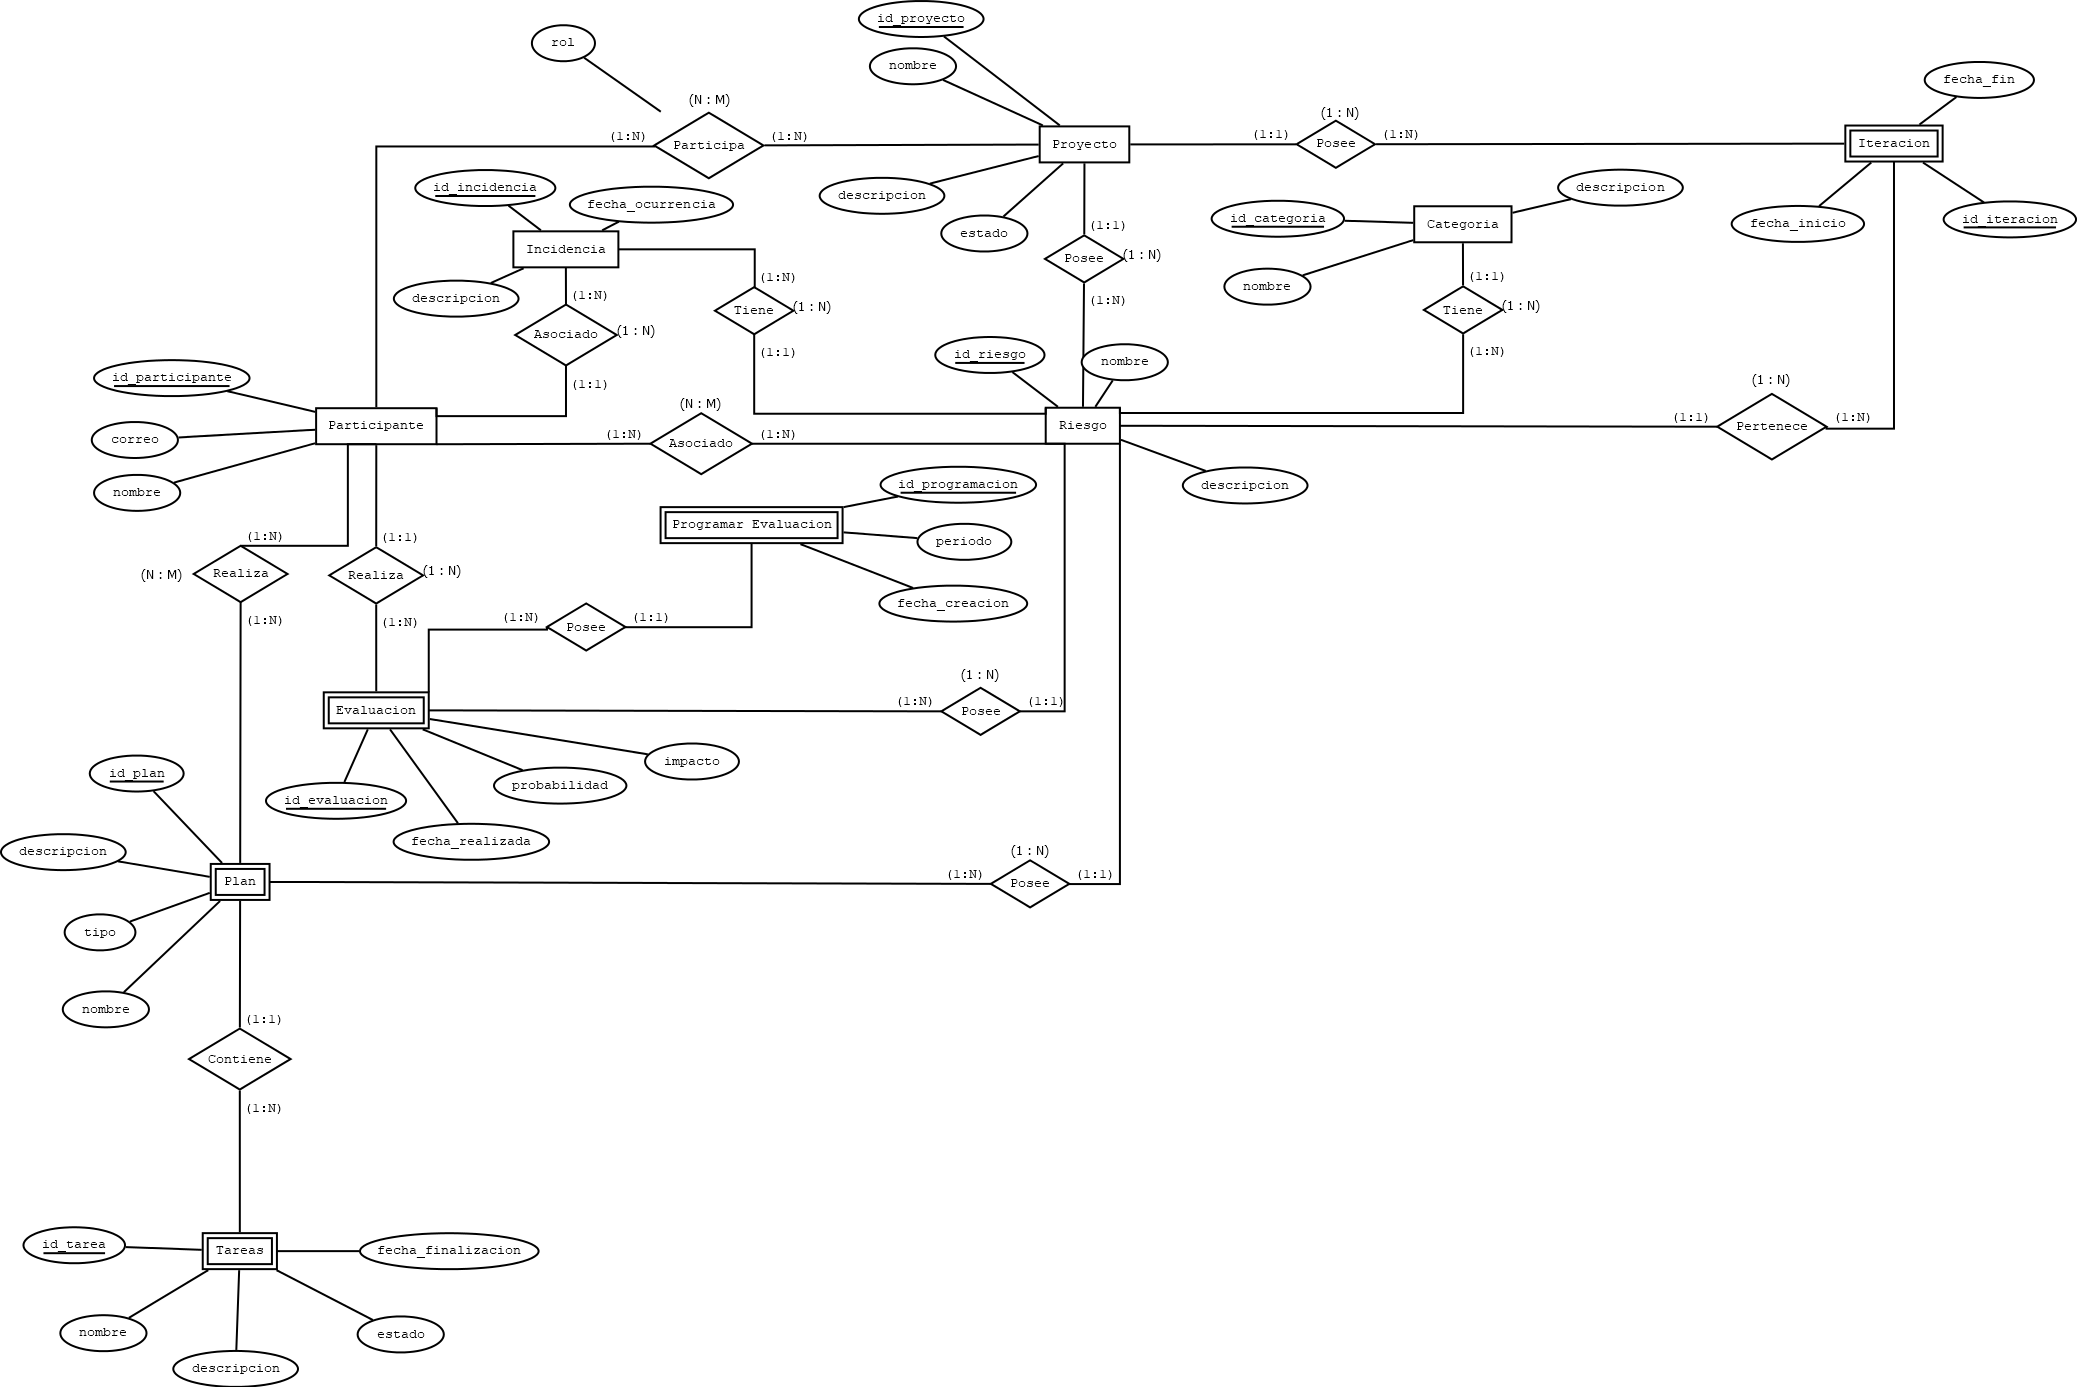 id_proyecto
rol
nombre
fecha_fin
(N : M)
(1 : N)
(1:N)
Participa
(1:N)
Proyecto
(1:1)
Posee
(1:N)
Iteracion
id_incidencia
fecha_ocurrencia
descripcion
id_categoria
descripcion
Categoria
fecha_inicio
id_iteracion
estado
(1:1)
Incidencia
Posee
(1 : N)
(1:N)
(1:1)
nombre
descripcion
(1:N)
(1:N)
Tiene
(1 : N)
Tiene
(1 : N)
Asociado
(1 : N)
(1:1)
(1:N)
id_riesgo
nombre
id_participante
(1:1)
(1 : N)
(N : M)
Participante
Riesgo
(1:1)
Pertenece
(1:N)
correo
(1:N)
Asociado
(1:N)
nombre
id_programacion
descripcion
Programar Evaluacion
(1:N)
(1:1)
periodo
(N : M)
Realiza
Realiza
(1 : N)
fecha_creacion
(1:N)
(1:N)
(1:N)
Posee
(1:1)
(1 : N)
Evaluacion
(1:N)
Posee
(1:1)
impacto
id_plan
probabilidad
id_evaluacion
fecha_realizada
descripcion
(1 : N)
Plan
(1:N)
Posee
(1:1)
tipo
nombre
(1:1)
Contiene
(1:N)
id_tarea
Tareas
fecha_finalizacion
nombre
estado
descripcion